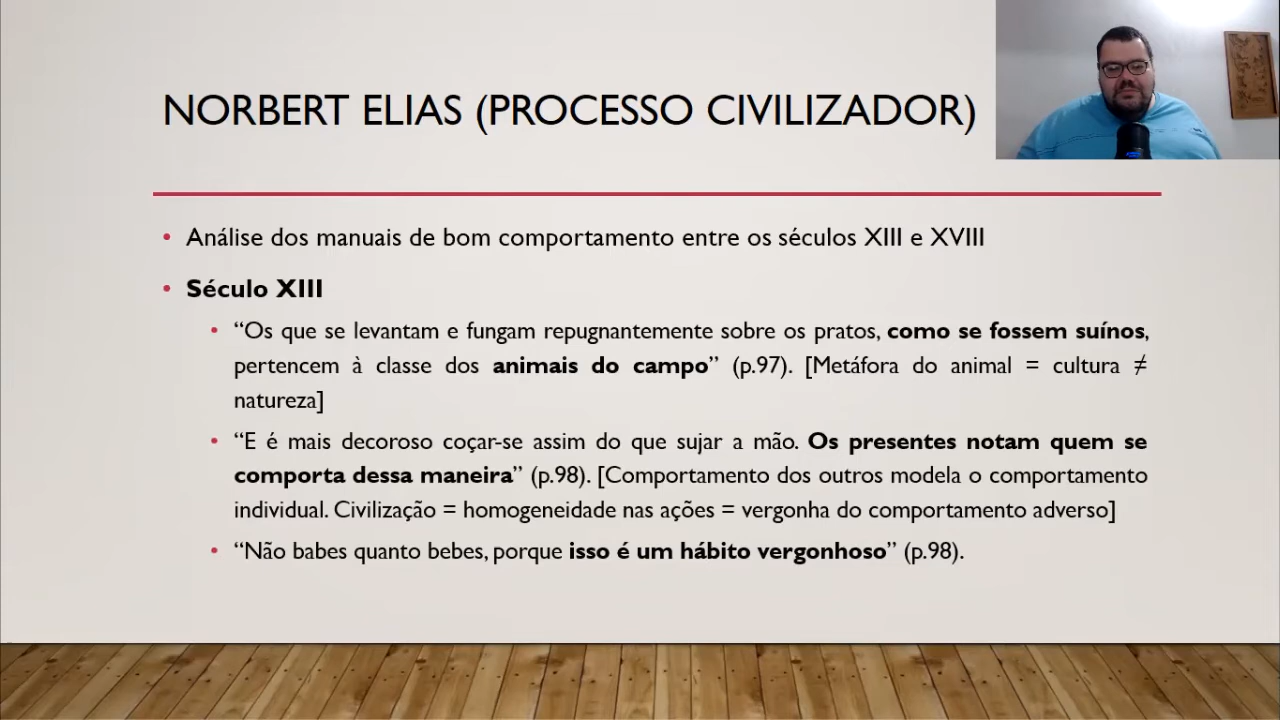 NORBERT ELIAS (PROCESSO CIVILIZADOR)
• Análise dos manuais de bom comportamento entre os séculos XIII e XVIII
• Século XIII
• “Os que se levantam e fungam repugnantemente sobre os pratos, como se fossem suínos,
pertencem à classe dos animais do campo” (p.97). [Metáfora do animal = cultura ≠
natureza]
• “E é mais decoroso coçar-se assim do que sujar a mão. Os presentes notam quem se
comporta dessa maneira” (p.98). [Comportamento dos outros modela o comportamento
individual. Civilização = homogeneidade nas ações = vergonha do comportamento adverso]
• “Não babes quanto bebes, porque isso é um hábito vergonhoso” (p.98).